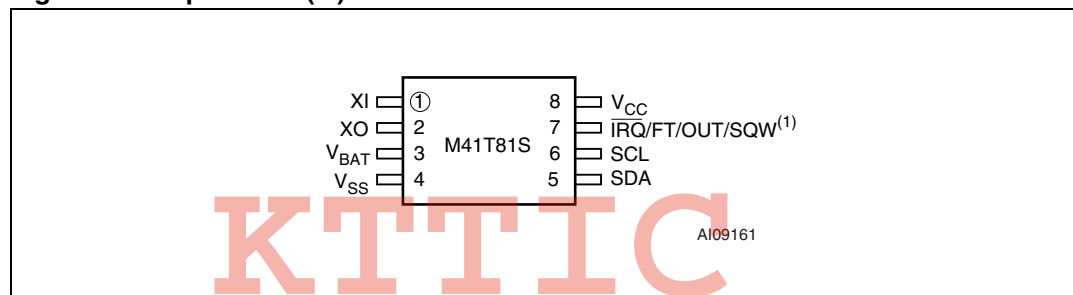 XI 1 8 VCC
XO 2 7 IRQ/FT/OUT/SQW(1)
VBAT 3 M41T81S 6 SCL
VSS 4 5 SDA
AI09161
KTTIC